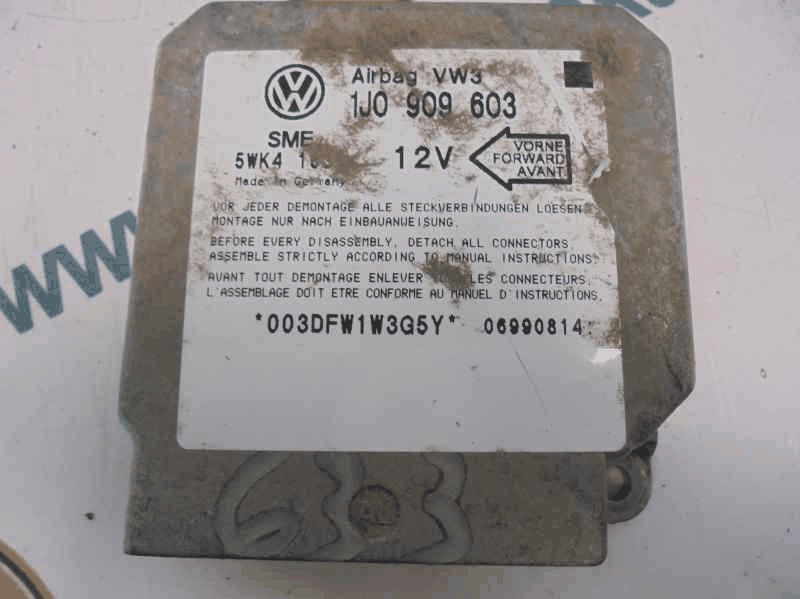 Airbag VW3
1J0 909 603
SME
5WK4
12V
VORNE
FORWARD
AVANT
Made in Germany
VOR JEDER DEMONTAGE ALLE STECKVERBINDUNGEN LOESEN
MONTAGE NUR NACH EINBAUANWEISUNG.
BEFORE EVERY DISASSEMBLY, DETACH ALL CONNECTORS.
ASSEMBLE STRICTLY ACCORDING TO MANUAL INSTRUCTIONS.
AVANT TOUT DEMONTAGE ENLEVER LES CONNECTEURS.
L'ASSEMBLAGE DOIT ETRE CONFORME AU MANUEL D'INSTRUCTIONS.
*003DFW1W3G5Y* 06990814
633